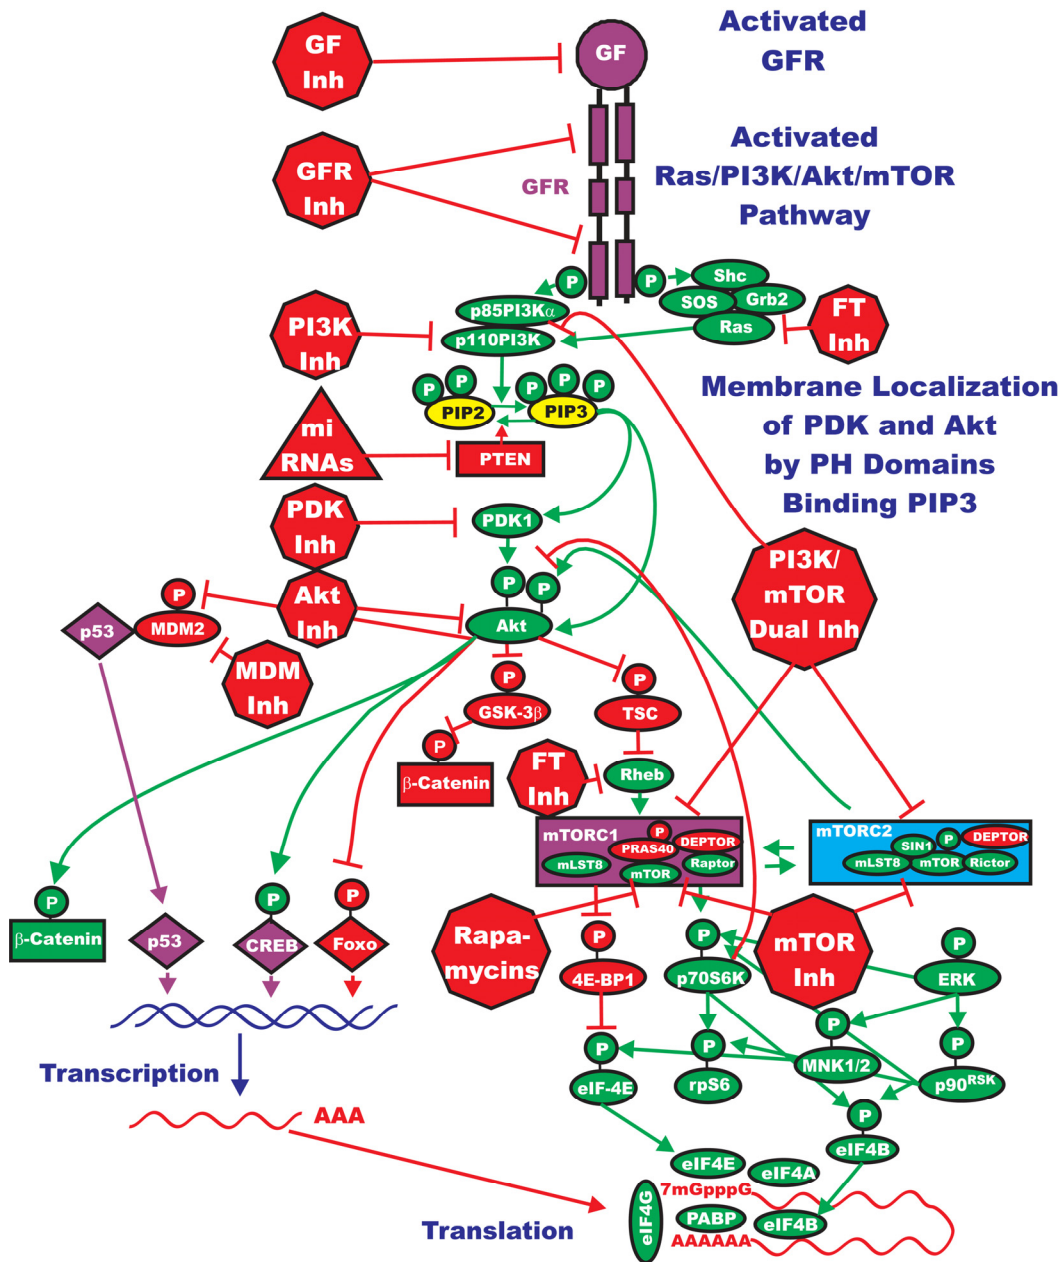 Activated
GFR
GF
Inh
GF
Activated
Ras/PI3K/Akt/mTOR
Pathway
GFR
Inh
GFR
P
P
Shc
SOS
Grb2
Ras
FT
Inh
p85PI3Kα
p110PI3K
PI3K
Inh
Membrane Localization
of PDK and Akt
by PH Domains
Binding PIP3
P
P
P
P
P
PIP2
PIP3
mi
RNAs
PTEN
PDK
Inh
PDK1
PI3K/
mTOR
Dual Inh
P
P
Akt
Inh
Akt
P
p53
MDM2
MDM
Inh
P
GSK-3β
P
TSC
P
β-Catenin
FT
Inh
Rheb
mTORC1
P
PRAS40
DEPTOR
mLST8
mTOR
Raptor
mTORC2
SIN1
P
DEPTOR
mLST8
mTOR
Rictor
P
β-Catenin
p53
P
CREB
P
Foxo
Rapa-
mycins
P
4E-BP1
P
p70S6K
mTOR
Inh
P
ERK
P
eIF-4E
P
rpS6
P
MNK1/2
P
p90RSK
Transcription
AAA
P
eIF4B
eIF4E
eIF4A
7mGpppG
eIF4G
PABP
eIF4B
AAAAAA
Translation